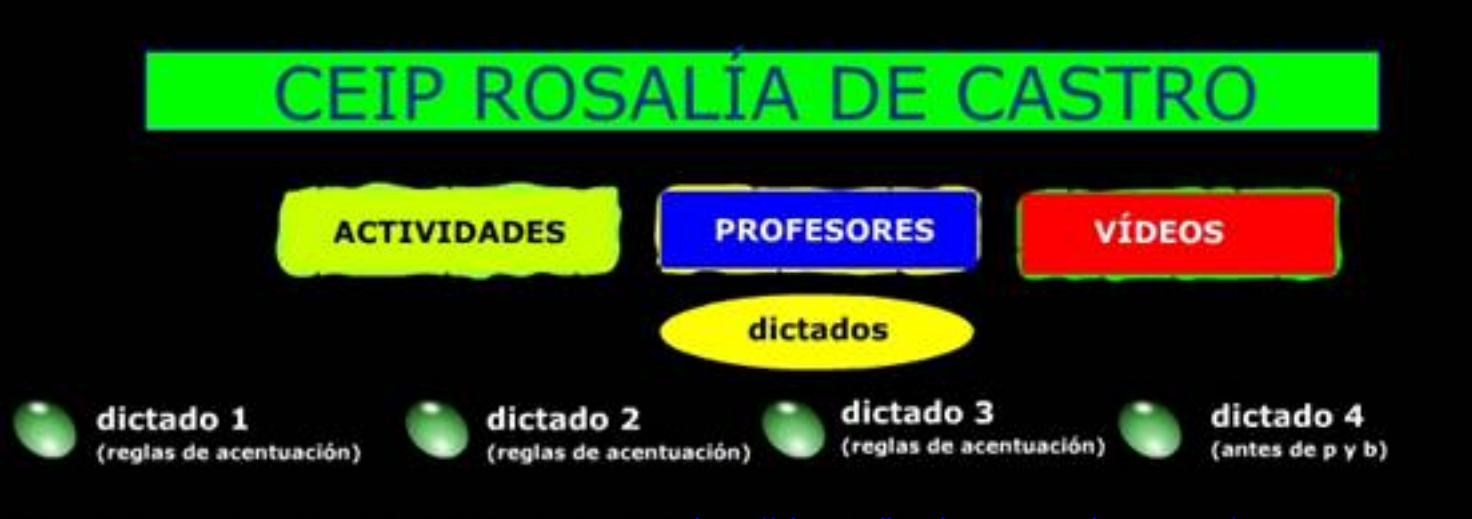 CEIP ROSALÍA DE CASTRO
ACTIVIDADES PROFESORES VÍDEOS
dictados
dictado 1 dictado 2 dictado 3 dictado 4
(reglas de acentuación) (reglas de acentuación) (reglas de acentuación) (antes de p y b)